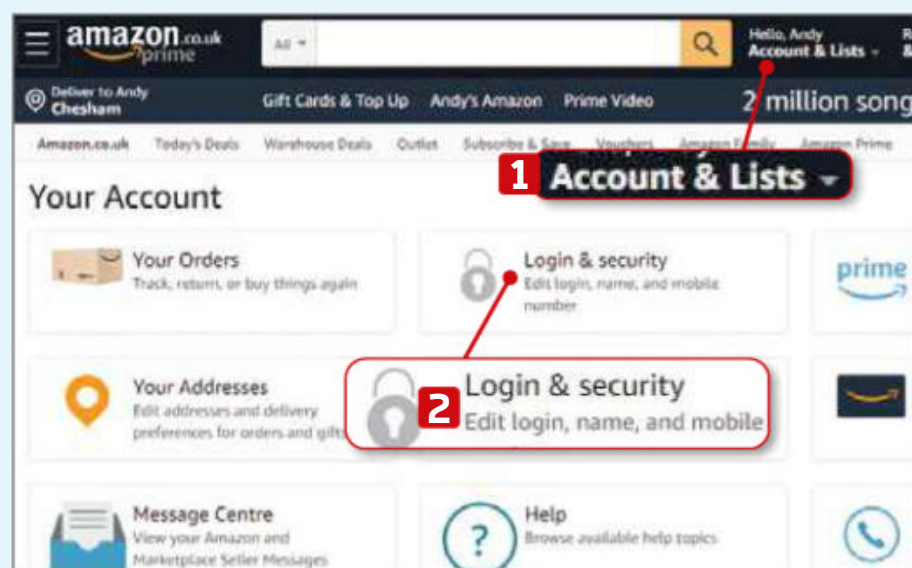 amazon.co.uk
prime
All
Hello, Andy
Account & Lists
Deliver to Andy
Chesham
Gift Cards & Top Up Andy's Amazon Prime Video
2 million song
Amazon.co.uk Today's Deals Warehouse Deals Outlet Subscribe & Save Vouchers Amazon Family Amazon Prime
1 Account & Lists
Your Account
Your Orders
Track, return, or buy things again
Login & security
Edit login, name, and mobile
number
prime
Your Addresses
Edit addresses and delivery
preferences for orders and gifts
2 Login & security
Edit login, name, and mobile
Message Centre
View your Amazon and
Marketplace Seller Messages
?
Help
Browse available help topics